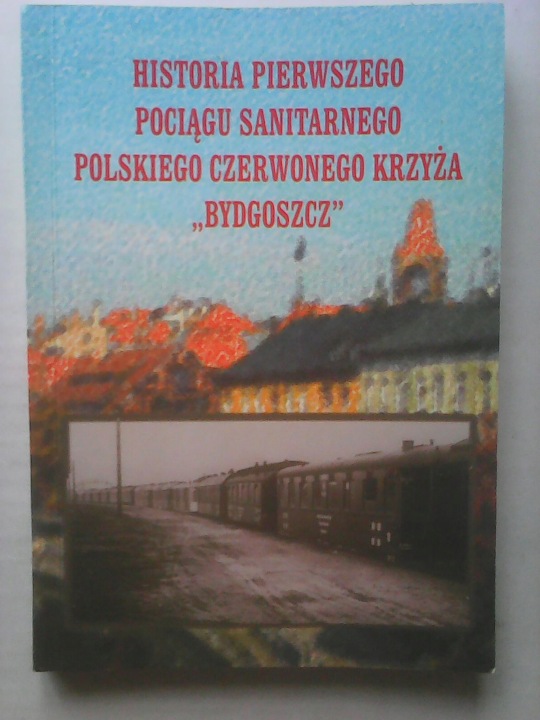 HISTORIA PIERWSZEGO
POCIĄGU SANITARNEGO
POLSKIEGO CZERWONEGO KRZYŻA
„BYDGOSZCZ”